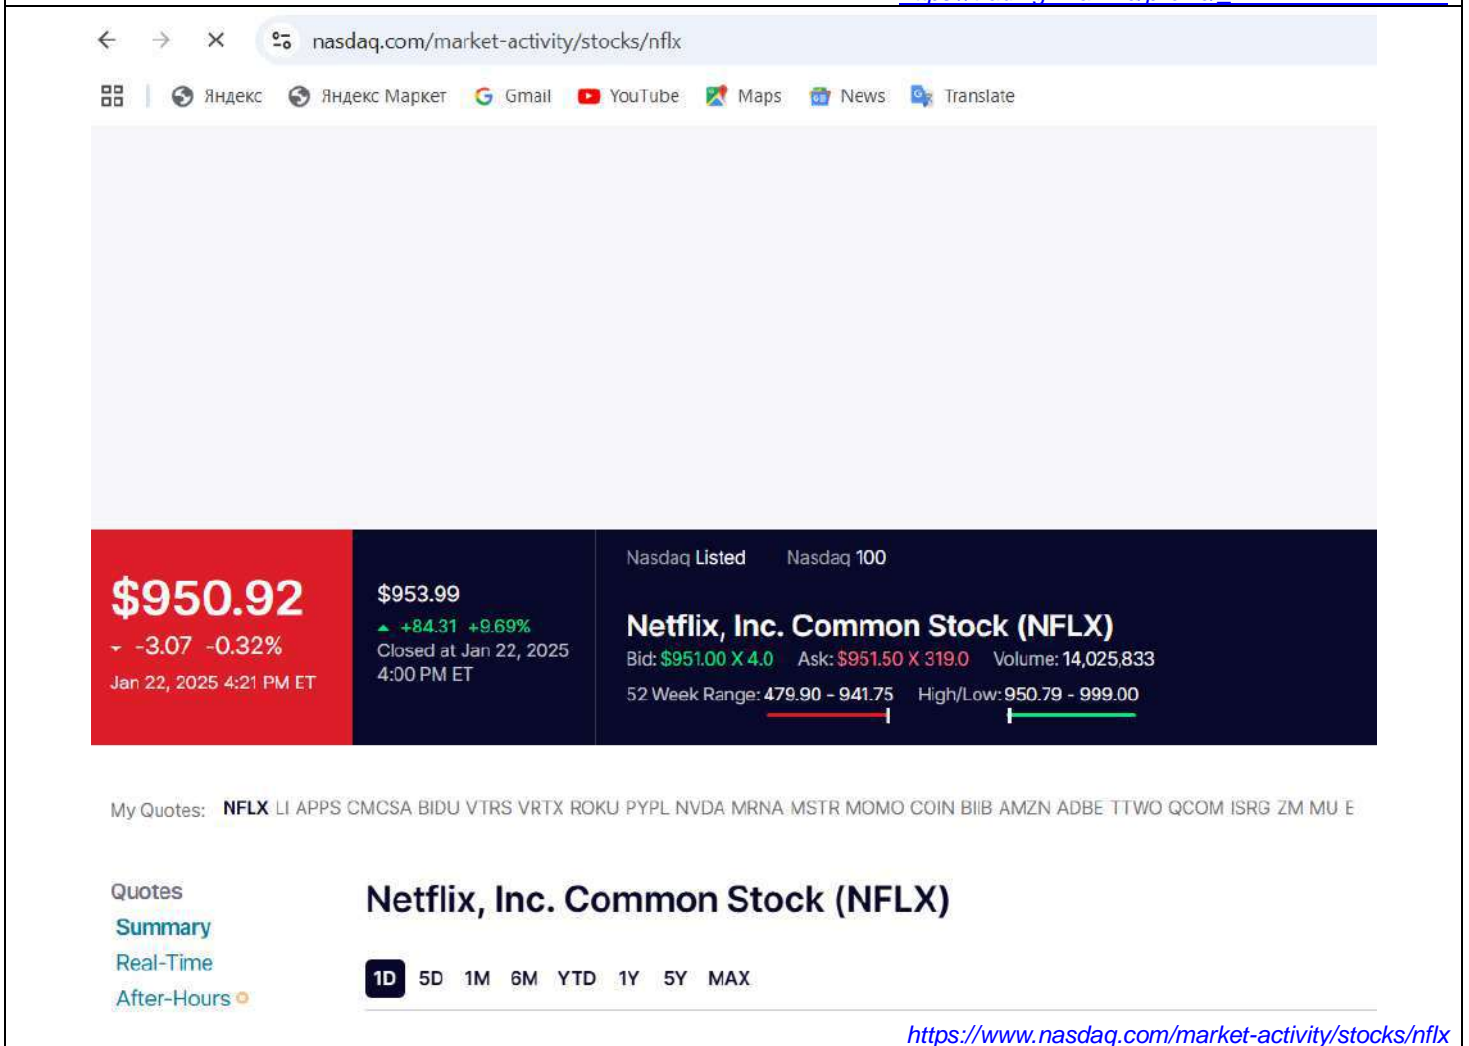 nasdaq.com/market-activity/stocks/nflx
Яндекс Яндекс Маркет Gmail YouTube Maps News Translate
$950.92
-3.07 -0.32%
Jan 22, 2025 4:21 PM ET
$953.99
+84.31 +9.69%
Closed at Jan 22, 2025
4:00 PM ET
Nasdaq Listed Nasdaq 100
Netflix, Inc. Common Stock (NFLX)
Bid: $951.00 X 4.0 Ask: $951.50 X 319.0 Volume: 14,025,833
52 Week Range: 479.90 - 941.75 High/Low: 950.79 - 999.00
My Quotes: NFLX LI APPS CMCSA BIDU VTRS VRTX ROKU PYPL NVDA MRNA MSTR MOMO COIN BIIB AMZN ADBE TTWO QCOM ISRG ZM MU
Quotes
Summary
Real-Time
After-Hours
Netflix, Inc. Common Stock (NFLX)
1D 5D 1M 6M YTD 1Y 5Y MAX
https://www.nasdaq.com/market-activity/stocks/nflx